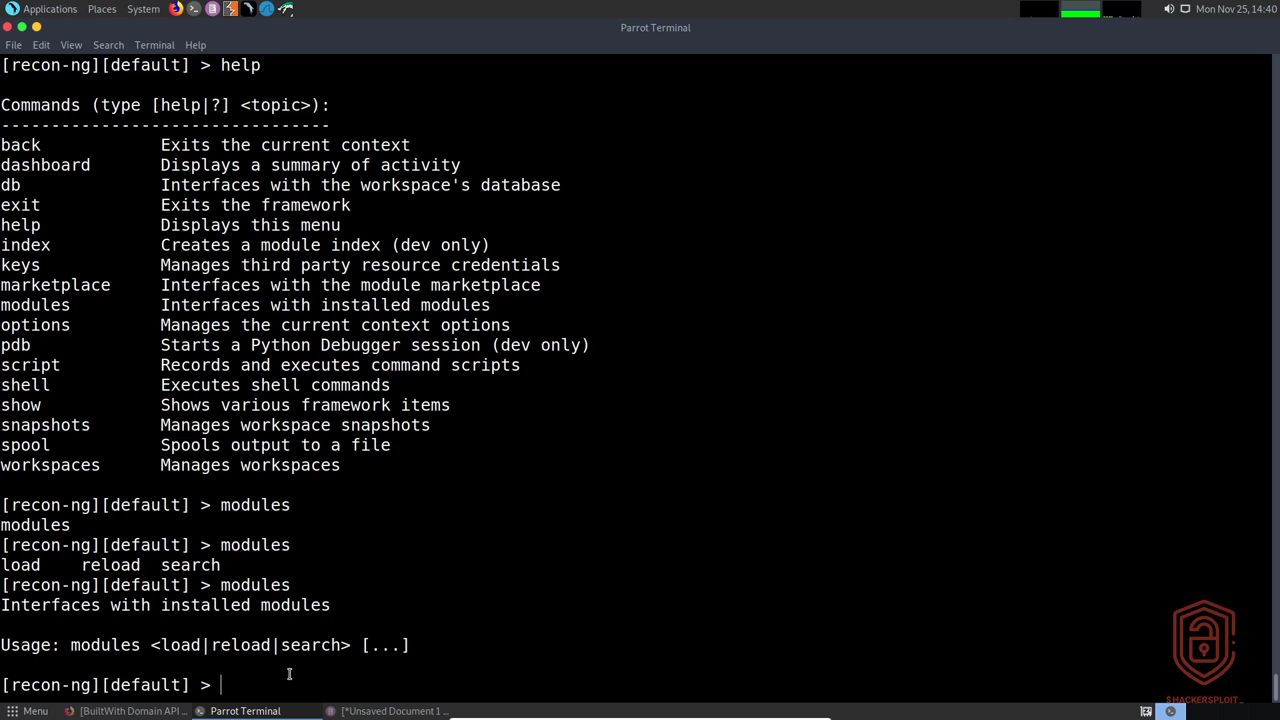 Applications Places System Mon Nov 25, 14:40
Parrot Terminal
File Edit View Search Terminal Help
[recon-ng][default] > help
Commands (type [help|?] <topic>):
---------------------------------
back Exits the current context
dashboard Displays a summary of activity
db Interfaces with the workspace's database
exit Exits the framework
help Displays this menu
index Creates a module index (dev only)
keys Manages third party resource credentials
marketplace Interfaces with the module marketplace
modules Interfaces with installed modules
options Manages the current context options
pdb Starts a Python Debugger session (dev only)
script Records and executes command scripts
shell Executes shell commands
show Shows various framework items
snapshots Manages workspace snapshots
spool Spools output to a file
workspaces Manages workspaces
[recon-ng][default] > modules
modules
[recon-ng][default] > modules
load reload search
[recon-ng][default] > modules
Interfaces with installed modules
Usage: modules <load|reload|search> [...]
[recon-ng][default] >
$HACKERSPLOIT_
Menu [BuiltWith Domain API ... Parrot Terminal [*Unsaved Document 1 ...